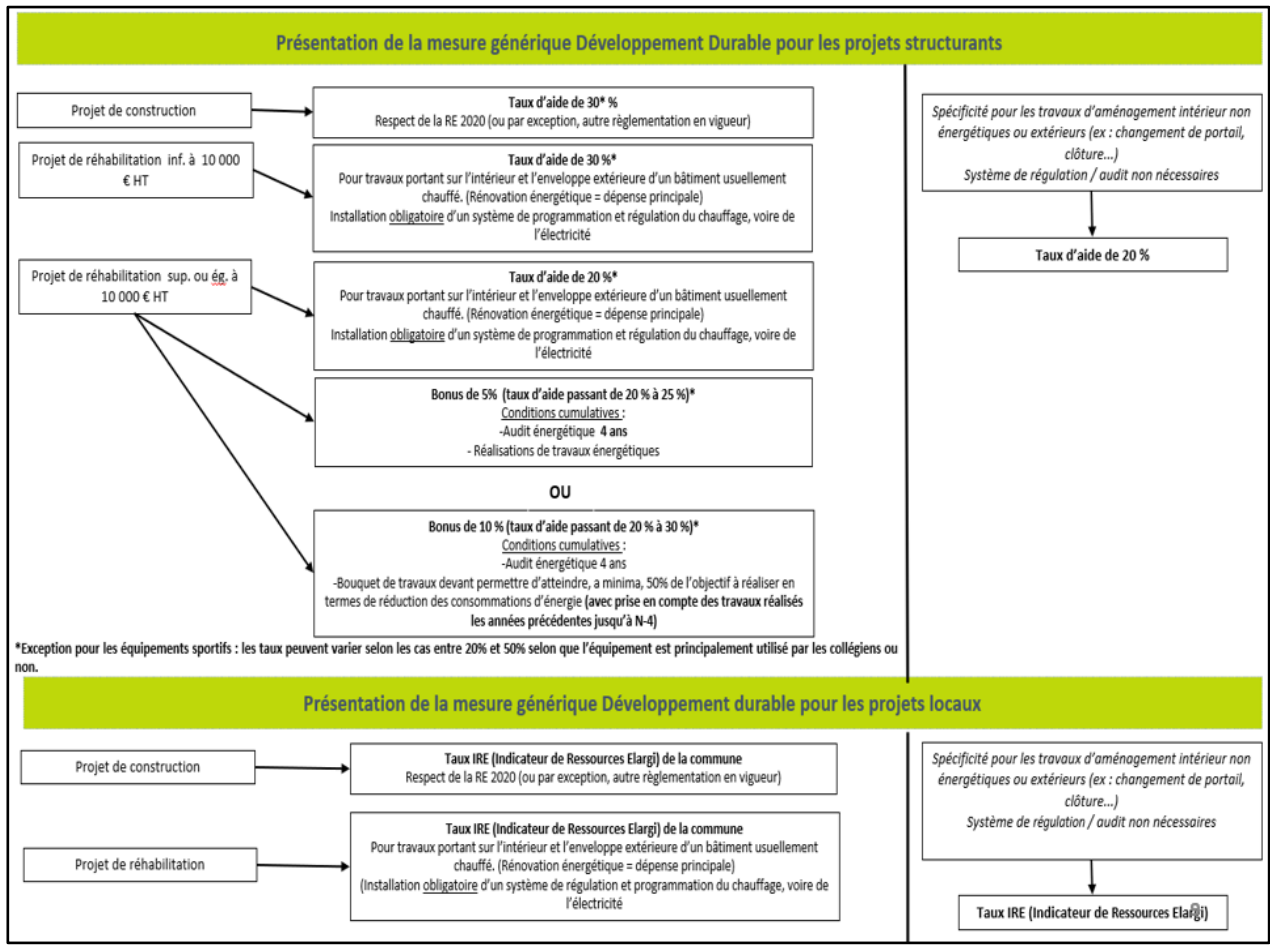 Présentation de la mesure générique Développement Durable pour les projets structurants
Projet de construction
Taux d'aide de 30* %
Respect de la RE 2020 (ou par exception, autre règlementation en vigueur)
Projet de réhabilitation inf. à 10 000
€ HT
Taux d'aide de 30 %*
Pour travaux portant sur l'intérieur et l'enveloppe extérieure d'un bâtiment usuellement
chauffé. (Rénovation énergétique = dépense principale)
Installation obligatoire d'un système de programmation et régulation du chauffage, voire de
l'électricité
Projet de réhabilitation sup. ou ég. à
10 000 € HT
Taux d'aide de 20 %*
Pour travaux portant sur l'intérieur et l'enveloppe extérieure d'un bâtiment usuellement
chauffé. (Rénovation énergétique = dépense principale)
Installation obligatoire d'un système de programmation et régulation du chauffage, voire de
l'électricité
Bonus de 5% (taux d'aide passant de 20 % à 25 %)*
Conditions cumulatives :
-Audit énergétique 4 ans
- Réalisations de travaux énergétiques
OU
Bonus de 10 % (taux d'aide passant de 20 % à 30 %)*
Conditions cumulatives :
-Audit énergétique 4 ans
-Bouquet de travaux devant permettre d'atteindre, a minima, 50% de l'objectif à réaliser en
termes de réduction des consommations d'énergie (avec prise en compte des travaux réalisés
les années précédentes jusqu'à N-4)
*Exception pour les équipements sportifs : les taux peuvent varier selon les cas entre 20% et 50% selon que l'équipement est principalement utilisé par les collégiens ou
non.
Spécificité pour les travaux d'aménagement intérieur non
énergétiques ou extérieurs (ex : changement de portail,
clôture...)
Système de régulation / audit non nécessaires
Taux d'aide de 20 %
Présentation de la mesure générique Développement durable pour les projets locaux
Projet de construction
Taux IRE (Indicateur de Ressources Elargi) de la commune
Respect de la RE 2020 (ou par exception, autre règlementation en vigueur)
Projet de réhabilitation
Taux IRE (Indicateur de Ressources Elargi) de la commune
Pour travaux portant sur l'intérieur et l'enveloppe extérieure d'un bâtiment usuellement
chauffé. (Rénovation énergétique = dépense principale)
(Installation obligatoire d'un système de régulation et programmation du chauffage, voire de
l'électricité
Spécificité pour les travaux d'aménagement intérieur non
énergétiques ou extérieurs (ex : changement de portail,
clôture...)
Système de régulation / audit non nécessaires
Taux IRE (Indicateur de Ressources Elargi)